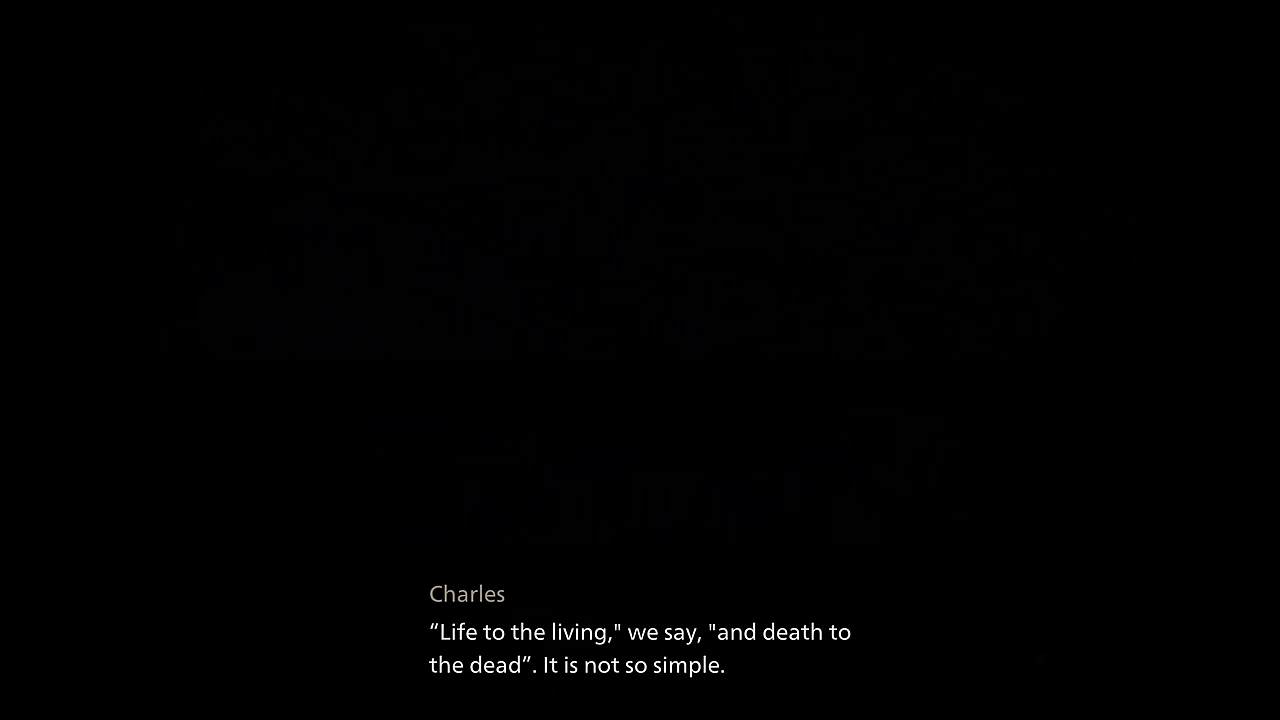 Charles
“Life to the living," we say, "and death to
the dead”. It is not so simple.